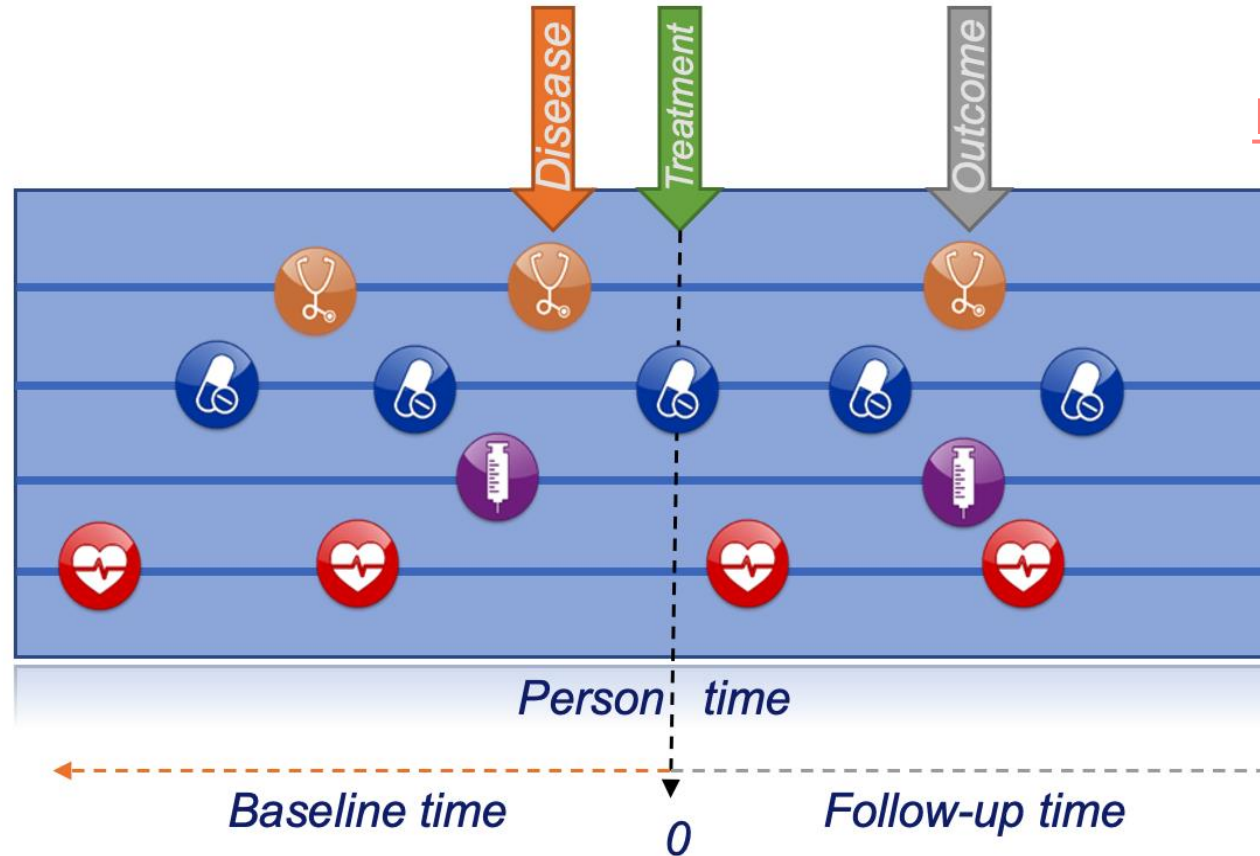 Disease
Treatment
Outcome
Person time
Baseline time
0
Follow-up time